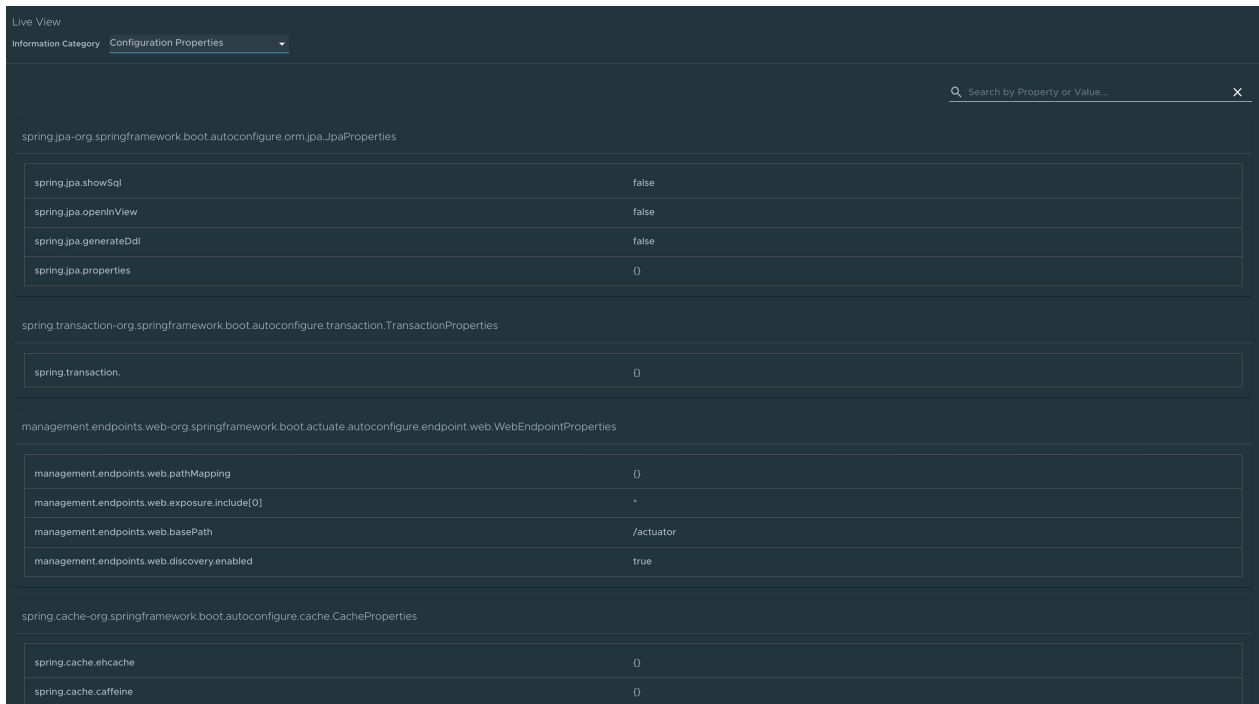 Live View
Information Category Configuration Properties
Search by Property or Value...
spring.jpa-org.springframework.boot.autoconfigure.orm.jpa.JpaProperties
spring.jpa.showSql false
spring.jpa.openInView false
spring.jpa.generateDdl false
spring.jpa.properties {}
spring.transaction-org.springframework.boot.autoconfigure.transaction.TransactionProperties
spring.transaction. {}
management.endpoints.web-org.springframework.boot.actuate.autoconfigure.endpoint.web.WebEndpointProperties
management.endpoints.web.pathMapping {}
management.endpoints.web.exposure.include[0] *
management.endpoints.web.basePath /actuator
management.endpoints.web.discovery.enabled true
spring.cache-org.springframework.boot.autoconfigure.cache.CacheProperties
spring.cache.ehcache {}
spring.cache.caffeine {}